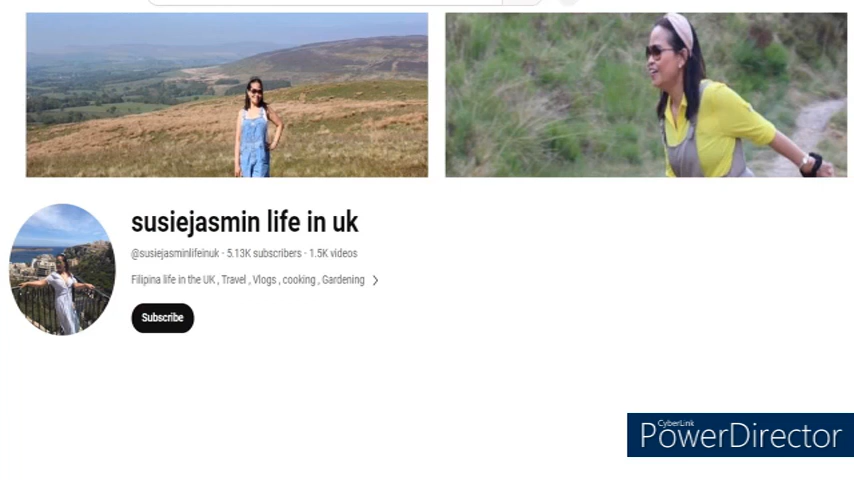 susiejasmin life in uk
@susiejasminlifeinuk · 5.13K subscribers · 1.5K videos
Filipina life in the UK , Travel , Vlogs , cooking , Gardening
Subscribe
CyberLink
PowerDirector